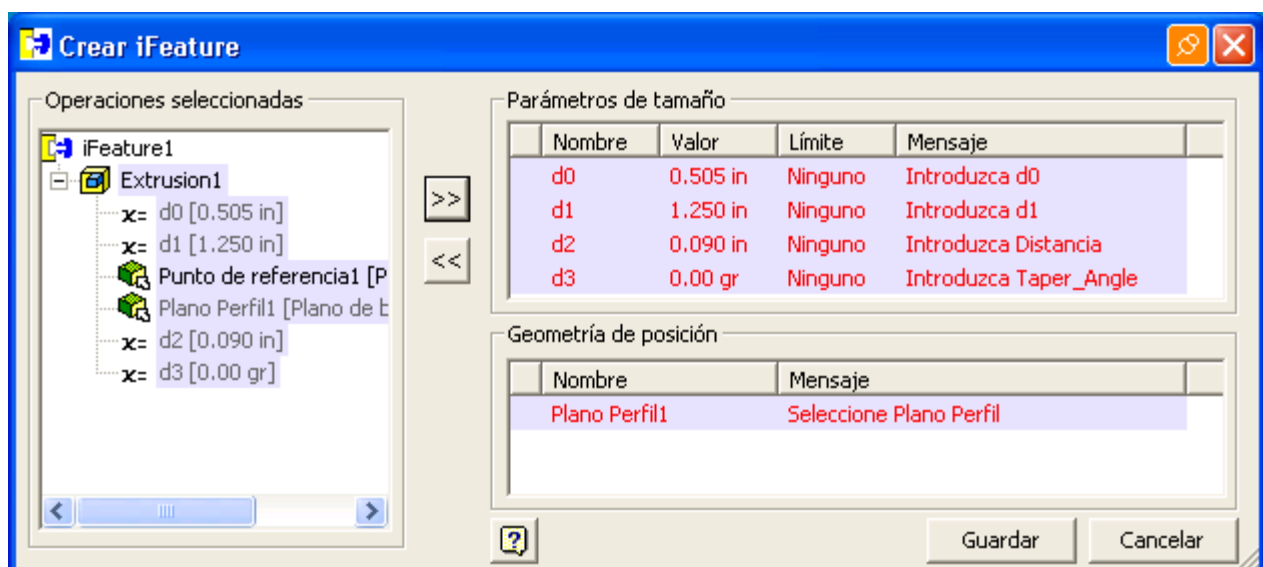 Crear iFeature
Operaciones seleccionadas
iFeature1
Extrusion1
x= d0 [0.505 in]
x= d1 [1.250 in]
Punto de referencia1 [P
Plano Perfil1 [Plano de b
x= d2 [0.090 in]
x= d3 [0.00 gr]
>>
<<
Parámetros de tamaño
Nombre Valor Límite Mensaje
d0 0.505 in Ninguno Introduzca d0
d1 1.250 in Ninguno Introduzca d1
d2 0.090 in Ninguno Introduzca Distancia
d3 0.00 gr Ninguno Introduzca Taper_Angle
Geometría de posición
Nombre Mensaje
Plano Perfil1 Seleccione Plano Perfil
?
Guardar Cancelar